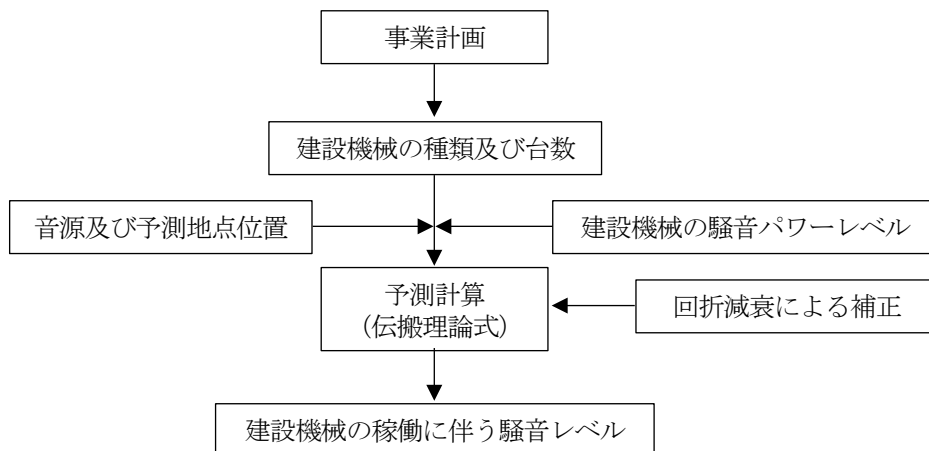 事業計画
建設機械の種類及び台数
音源及び予測地点位置
建設機械の騒音パワーレベル
予測計算
（伝搬理論式）
回折減衰による補正
建設機械の稼働に伴う騒音レベル